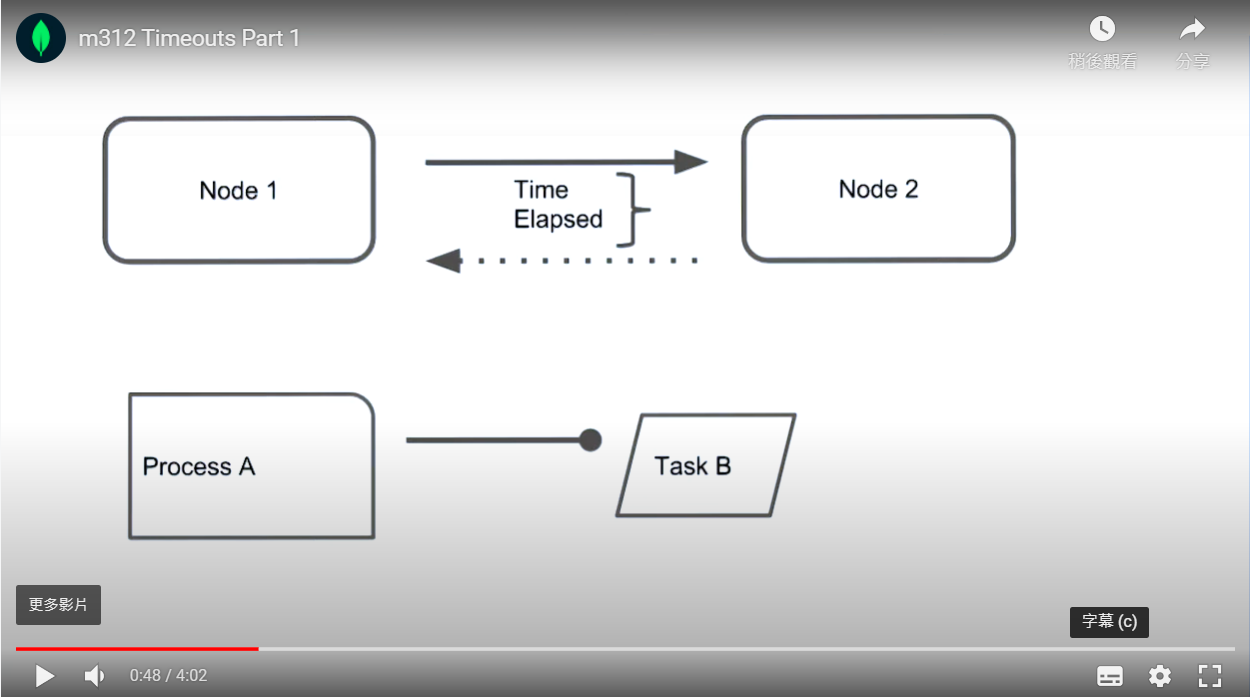 m312 Timeouts Part 1
稍後觀看
分享
Node 1
Time
Elapsed
Node 2
Process A
Task B
更多影片
字幕 (c)
0:48 / 4:02